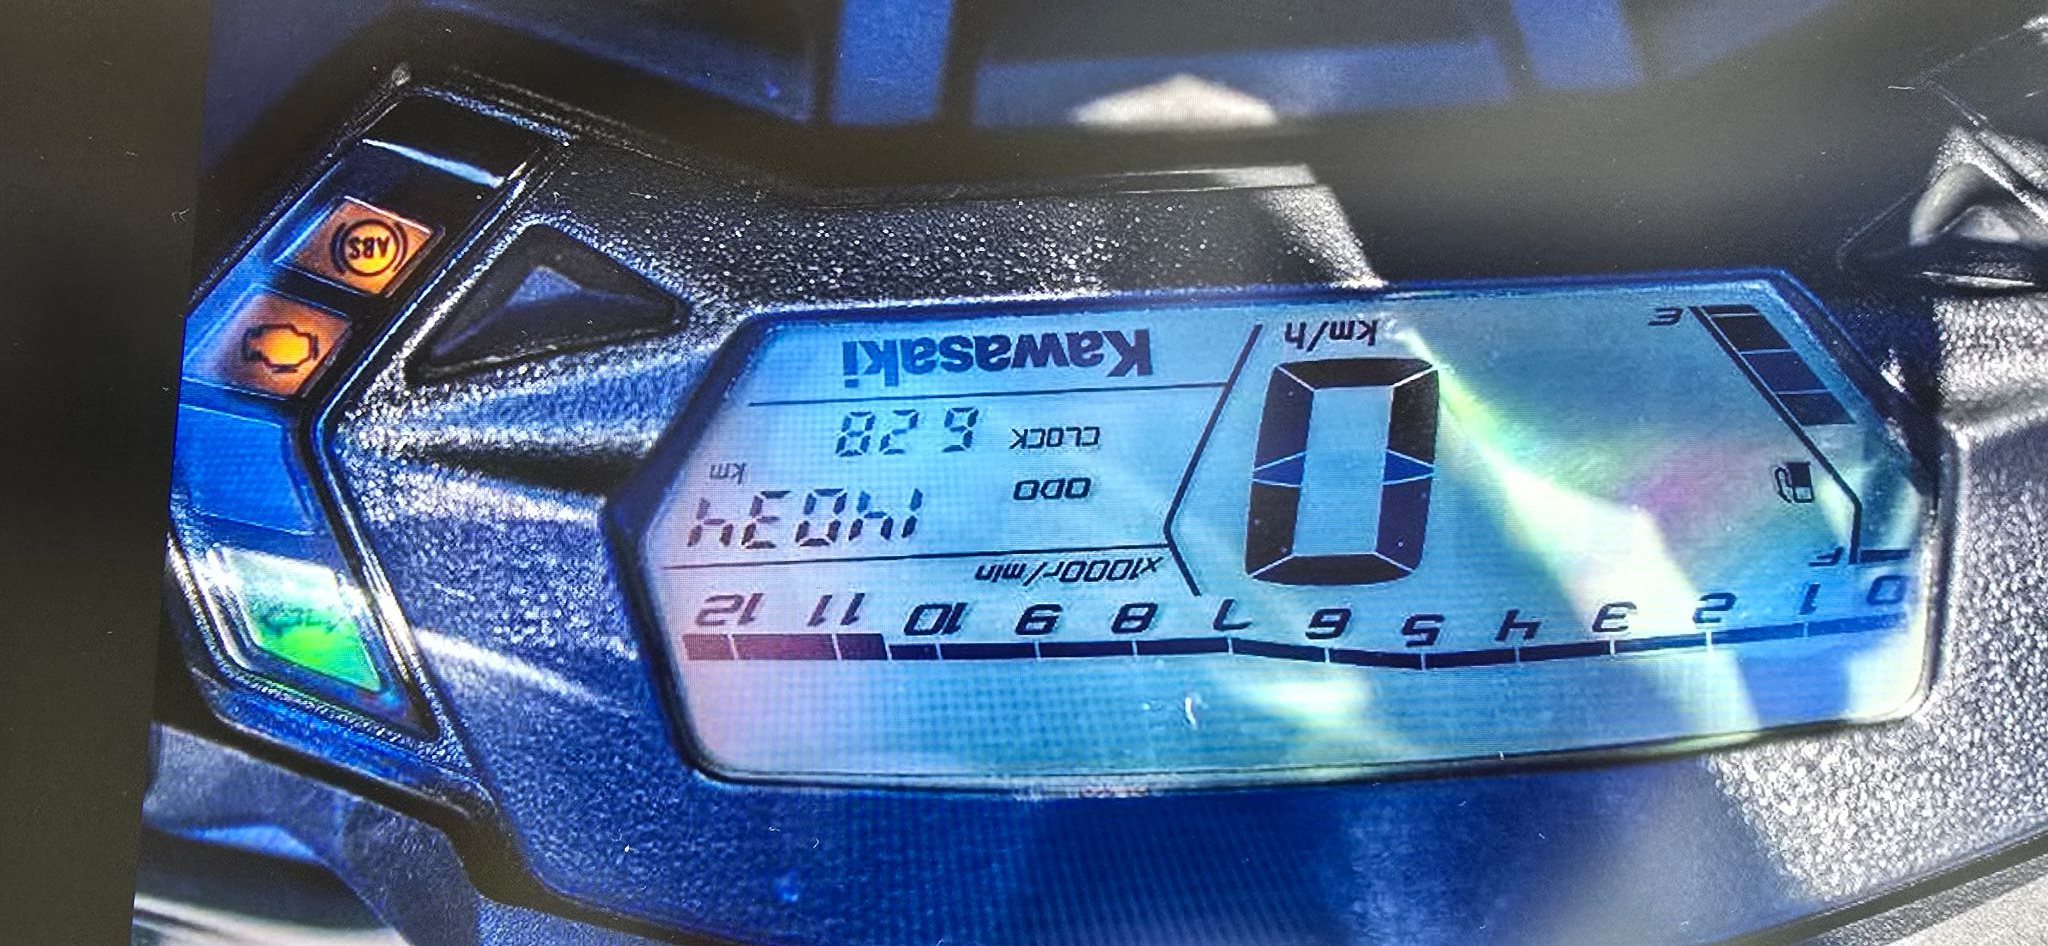 0 1 2 3 4 5 6 7 8 9 10 11 12
x1000r/min
F
ODO 14034 km
CLOCK 6 28
E
km/h
0
Kawasaki
ABS